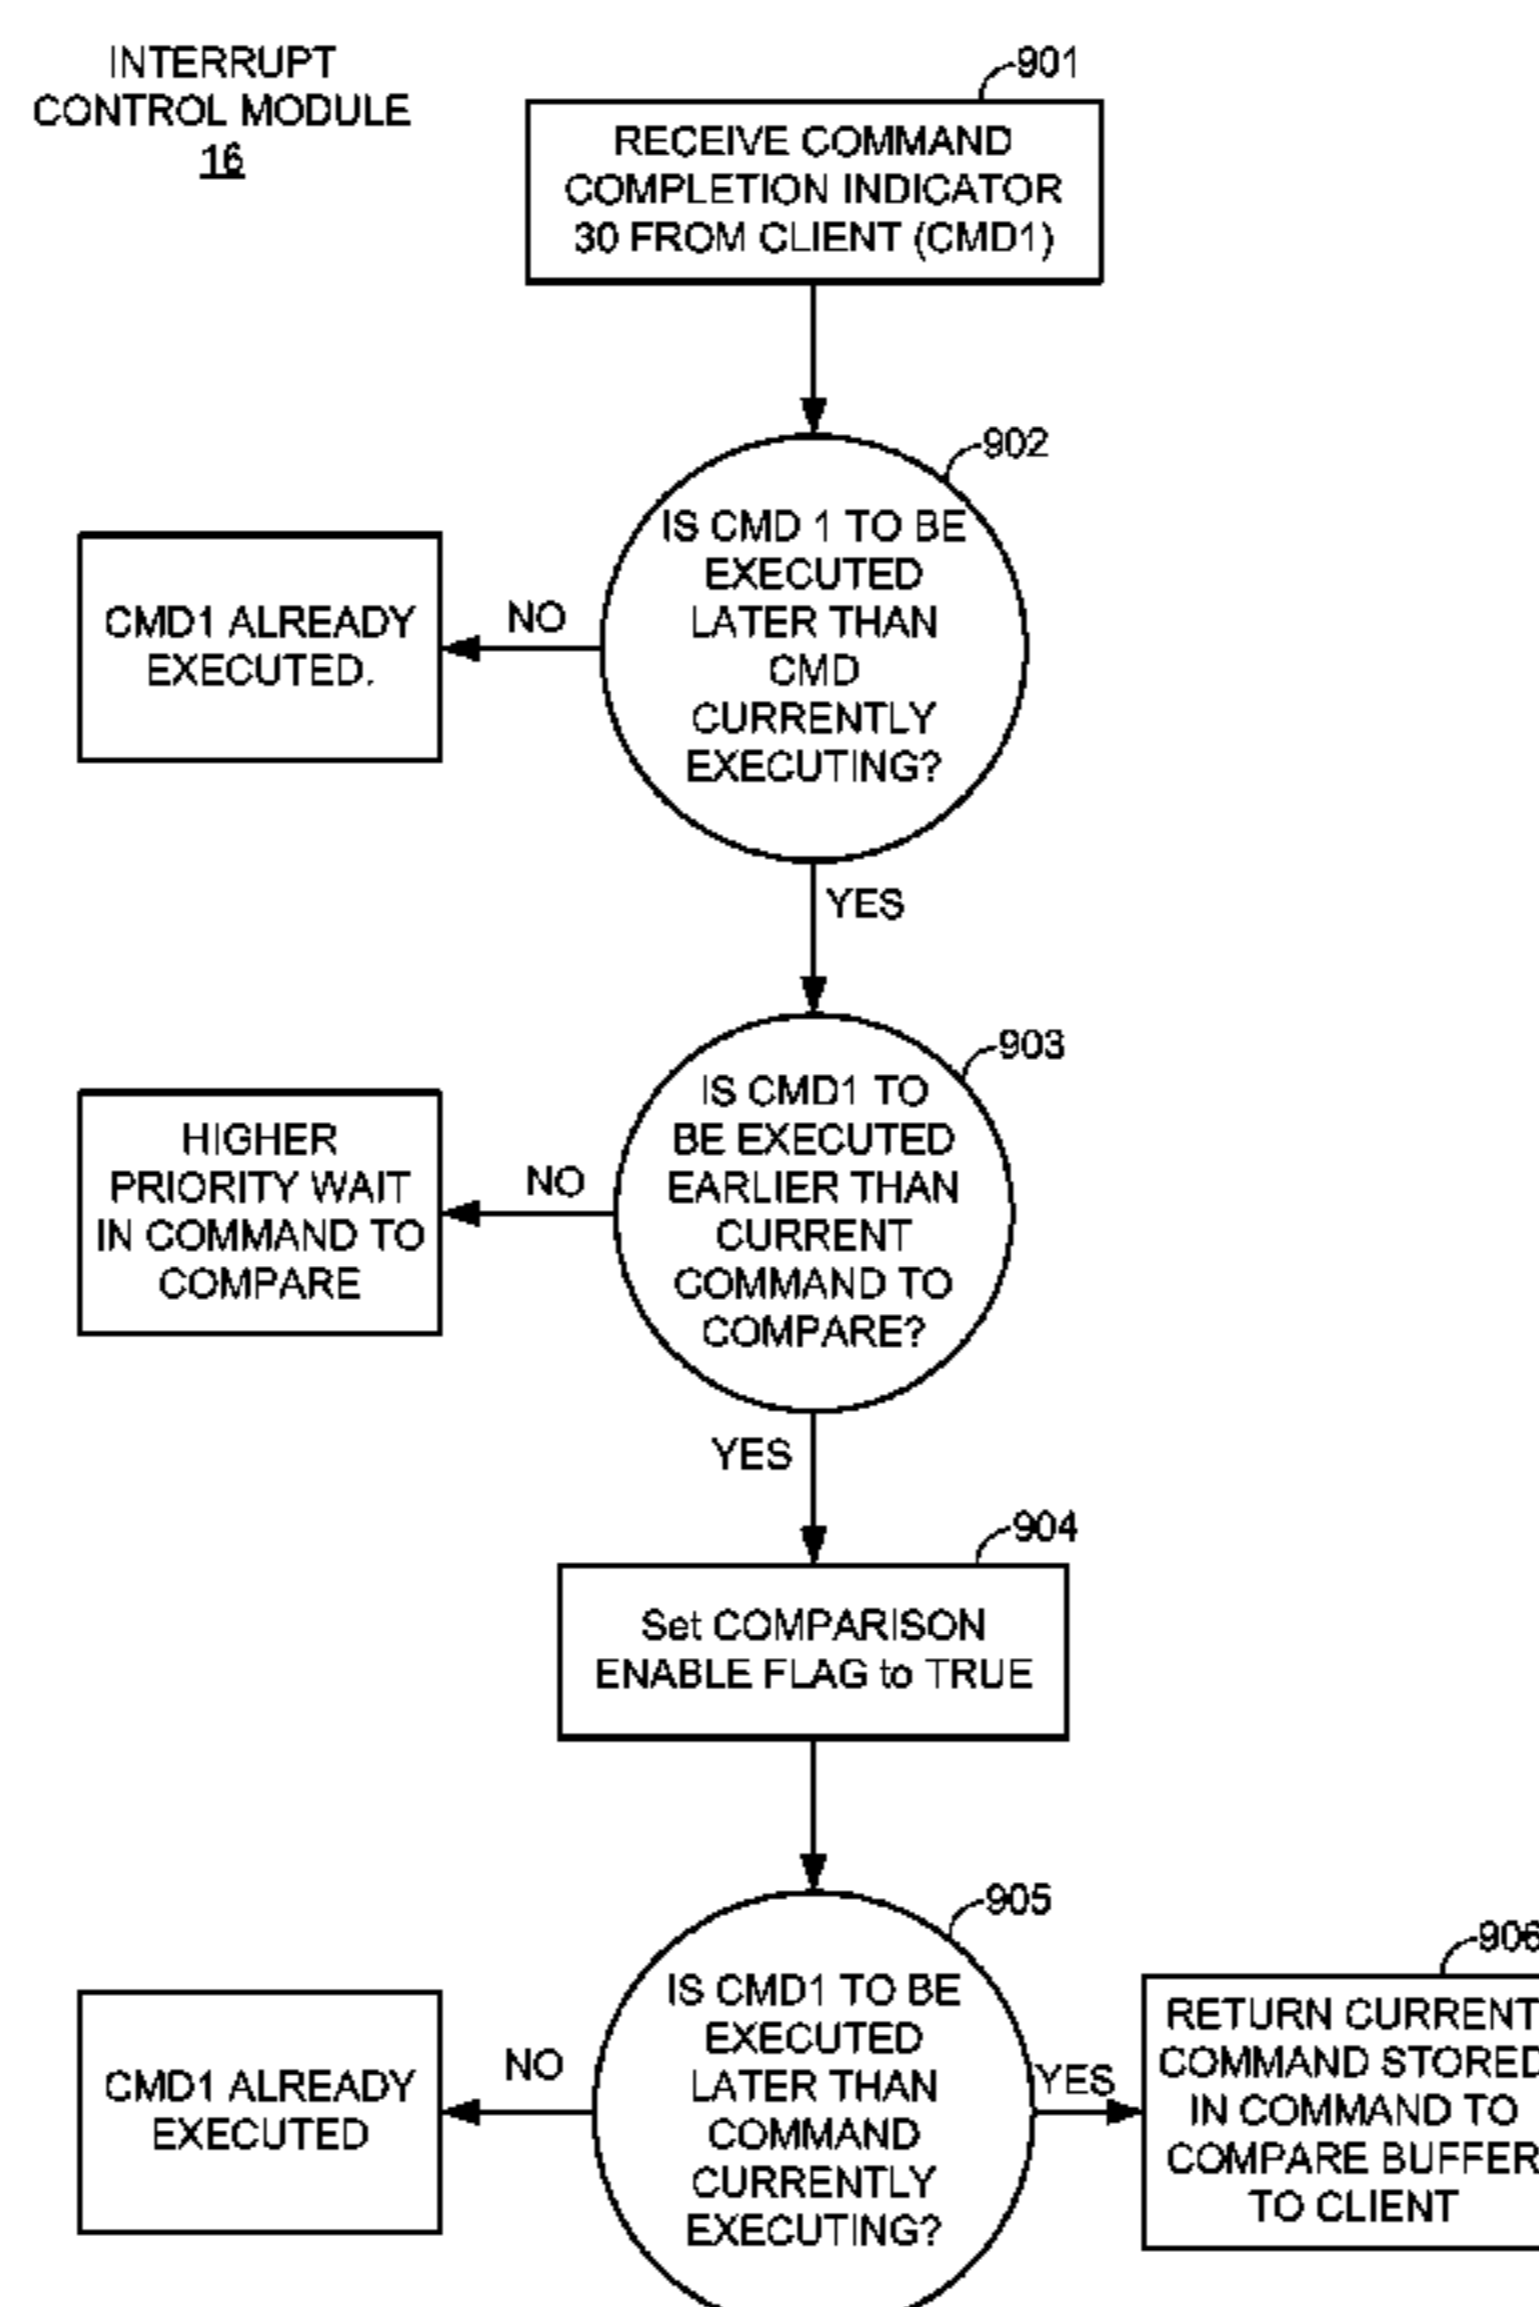 INTERRUPT
CONTROL MODULE
16
901
RECEIVE COMMAND
COMPLETION INDICATOR
30 FROM CLIENT (CMD1)
902
IS CMD 1 TO BE
EXECUTED
LATER THAN
CMD
CURRENTLY
EXECUTING?
NO
CMD1 ALREADY
EXECUTED.
YES
903
IS CMD1 TO
BE EXECUTED
EARLIER THAN
CURRENT
COMMAND TO
COMPARE?
NO
HIGHER
PRIORITY WAIT
IN COMMAND TO
COMPARE
YES
904
Set COMPARISON
ENABLE FLAG to TRUE
905
IS CMD1 TO BE
EXECUTED
LATER THAN
COMMAND
CURRENTLY
EXECUTING?
NO
CMD1 ALREADY
EXECUTED
YES
906
RETURN CURRENT
COMMAND STORED
IN COMMAND TO
COMPARE BUFFER
TO CLIENT